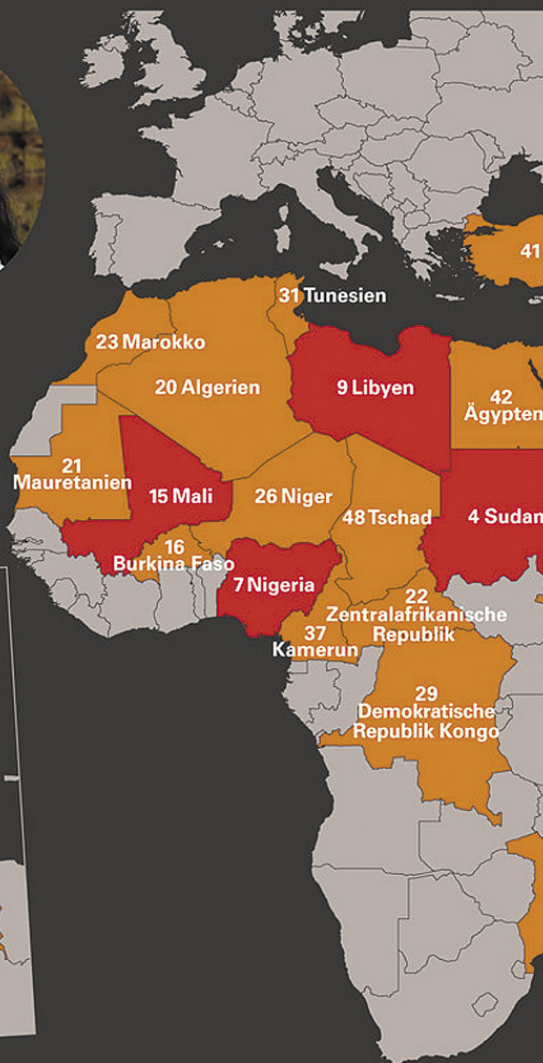 41
31 Tunesien
23 Marokko
20 Algerien
9 Libyen
42
Ägypten
21
Mauretanien
15 Mali
26 Niger
48 Tschad
4 Sudan
16
Burkina Faso
7 Nigeria
22
Zentralafrikanische
Republik
37
Kamerun
29
Demokratische
Republik Kongo